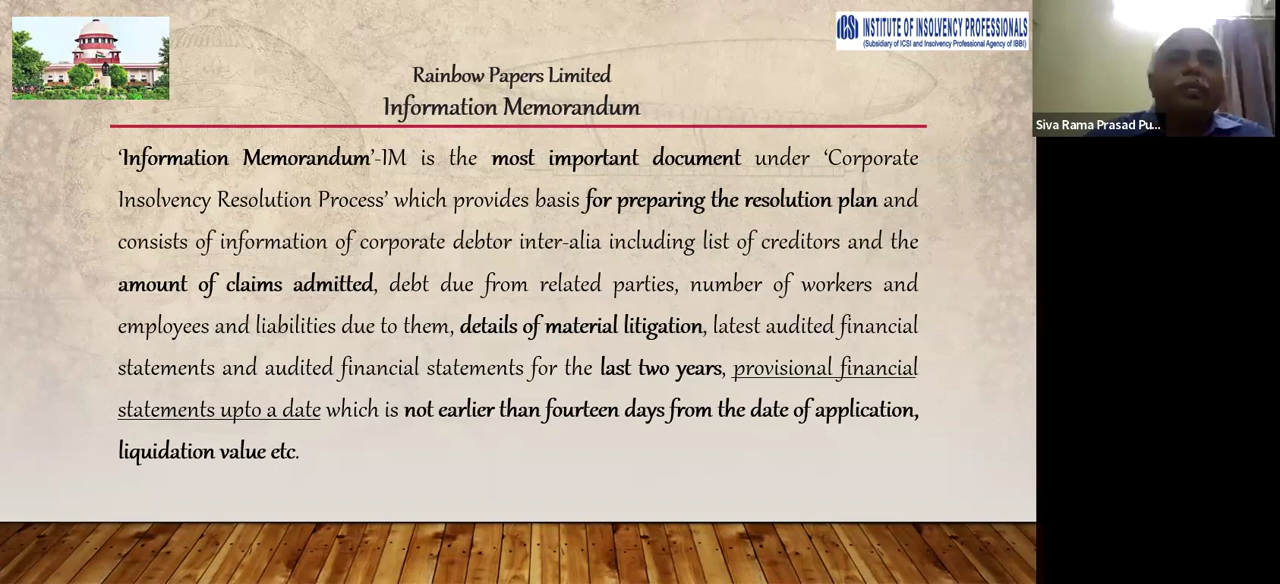 ICSI INSTITUTE OF INSOLVENCY PROFESSIONALS
(Subsidiary of ICSI and Insolvency Professional Agency of IBBI)
Rainbow Papers Limited
Information Memorandum
Siva Rama Prasad Pu...
‘Information Memorandum’-IM is the most important document under ‘Corporate
Insolvency Resolution Process’ which provides basis for preparing the resolution plan and
consists of information of corporate debtor inter-alia including list of creditors and the
amount of claims admitted, debt due from related parties, number of workers and
employees and liabilities due to them, details of material litigation, latest audited financial
statements and audited financial statements for the last two years, provisional financial
statements upto a date which is not earlier than fourteen days from the date of application,
liquidation value etc.